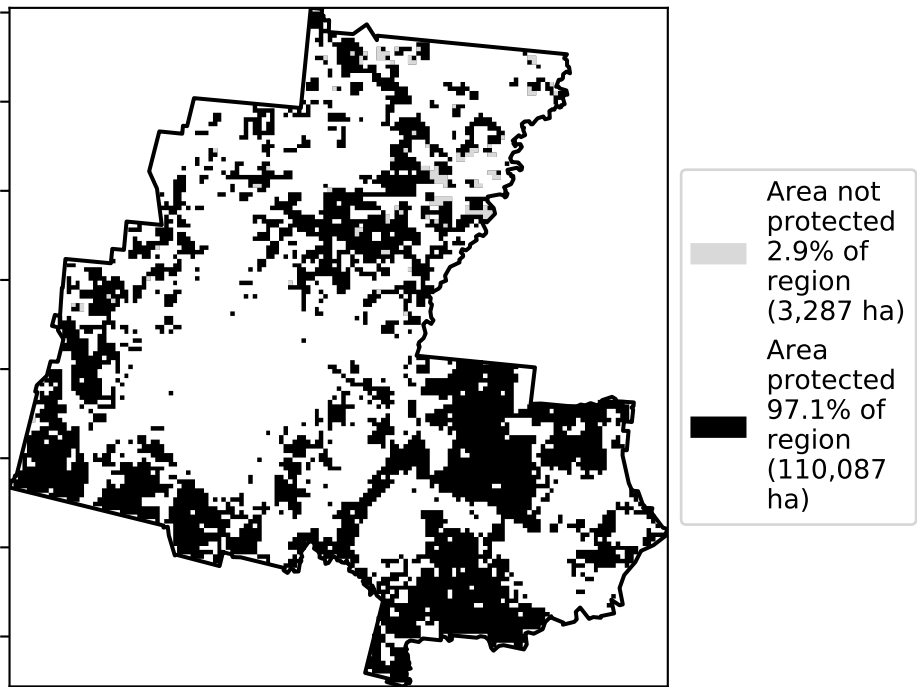 Area not
protected
2.9% of
region
(3,287 ha)
Area
protected
97.1% of
region
(110,087
ha)